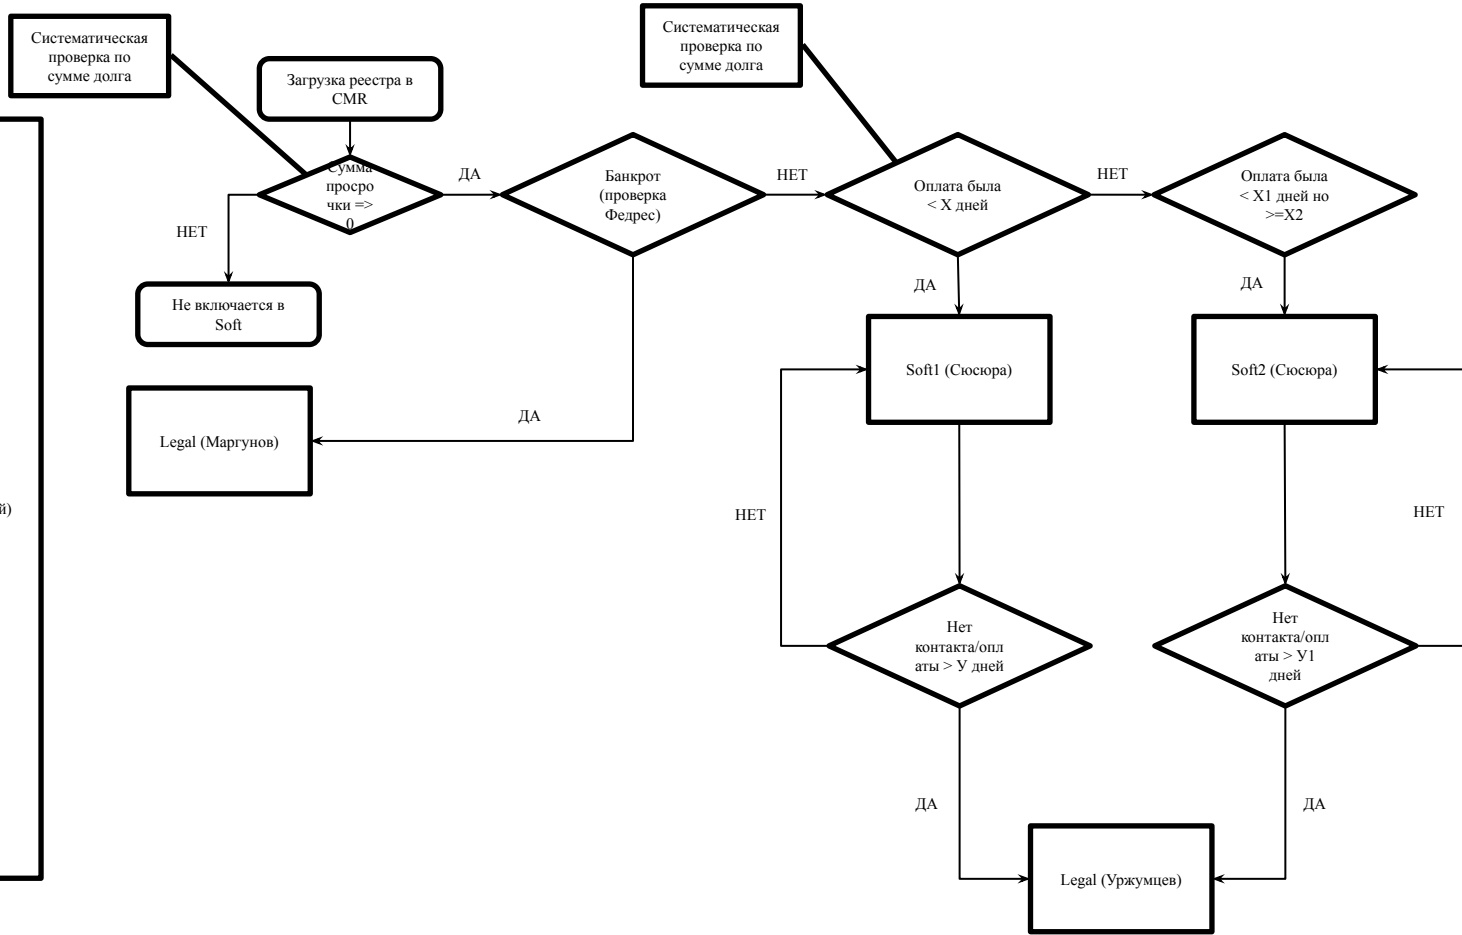 Систематическая
проверка по
сумме долга
Загрузка реестра в
CMR
Систематическая
проверка по
сумме долга
Сумма
просро
чки =>
0
ДА
Банкрот
(проверка
Федрес)
НЕТ
Оплата была
< X дней
НЕТ
Оплата была
< X1 дней но
>=X2
НЕТ
Не включается в
Soft
ДА
ДА
Soft1 (Сюсюра)
Soft2 (Сюсюра)
Legal (Маргунов)
ДА
й)
НЕТ
НЕТ
Нет
контакта/опл
аты > У дней
Нет
контакта/опл
аты > У1
дней
ДА
ДА
Legal (Уржумцев)